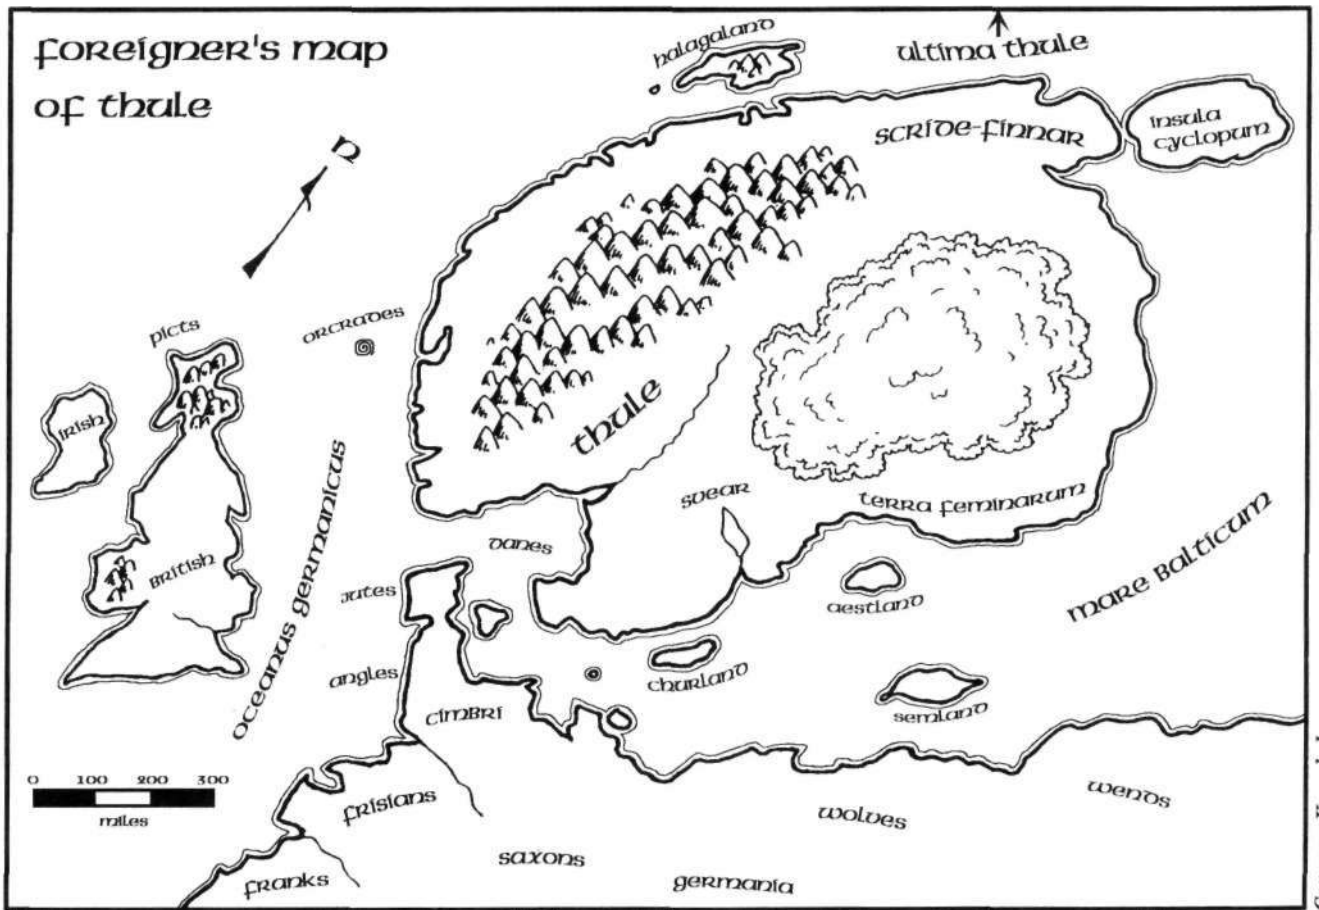 foreigner's map
of thule
halagaland
ultima thule
scride-finnar
insula
cyclopum
N
picts
orcrades
irish
thule
british
oceanus germanicus
svear
terra feminarum
danes
mare balticum
jutes
aestland
angles
churland
cimbri
semland
0 100 200 300
miles
frisians
wolves
wends
saxons
franks
germania